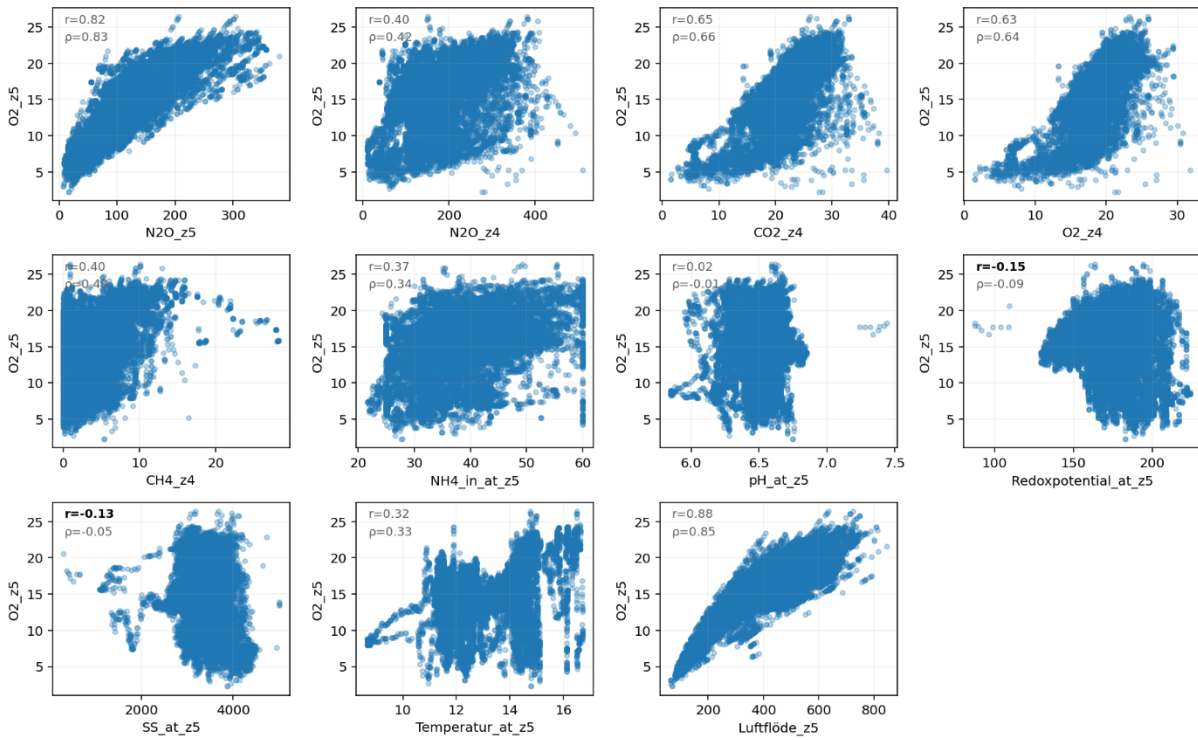 r=0.82
ρ=0.83
O2_z5
25
20
15
10
5
0 100 200 300
N2O_z5
r=0.40
ρ=0.42
O2_z5
25
20
15
10
5
0 200 400
N2O_z4
r=0.65
ρ=0.66
O2_z5
25
20
15
10
5
0 10 20 30 40
CO2_z4
r=0.63
ρ=0.64
O2_z5
25
20
15
10
5
0 10 20 30
O2_z4
r=0.40
O2_z5
25
20
15
10
5
0 10 20
CH4_z4
r=0.37
ρ=0.34
O2_z5
25
20
15
10
5
20 30 40 50 60
NH4_in_at_z5
r=0.02
ρ=-0.01
O2_z5
25
20
15
10
5
6.0 6.5 7.0 7.5
pH_at_z5
r=-0.15
ρ=-0.09
O2_z5
25
20
15
10
5
100 150 200
Redoxpotential_at_z5
r=-0.13
ρ=-0.05
O2_z5
25
20
15
10
5
2000 4000
SS_at_z5
r=0.32
ρ=0.33
O2_z5
25
20
15
10
5
10 12 14 16
Temperatur_at_z5
r=0.88
ρ=0.85
O2_z5
25
20
15
10
5
200 400 600 800
Luftflöde_z5